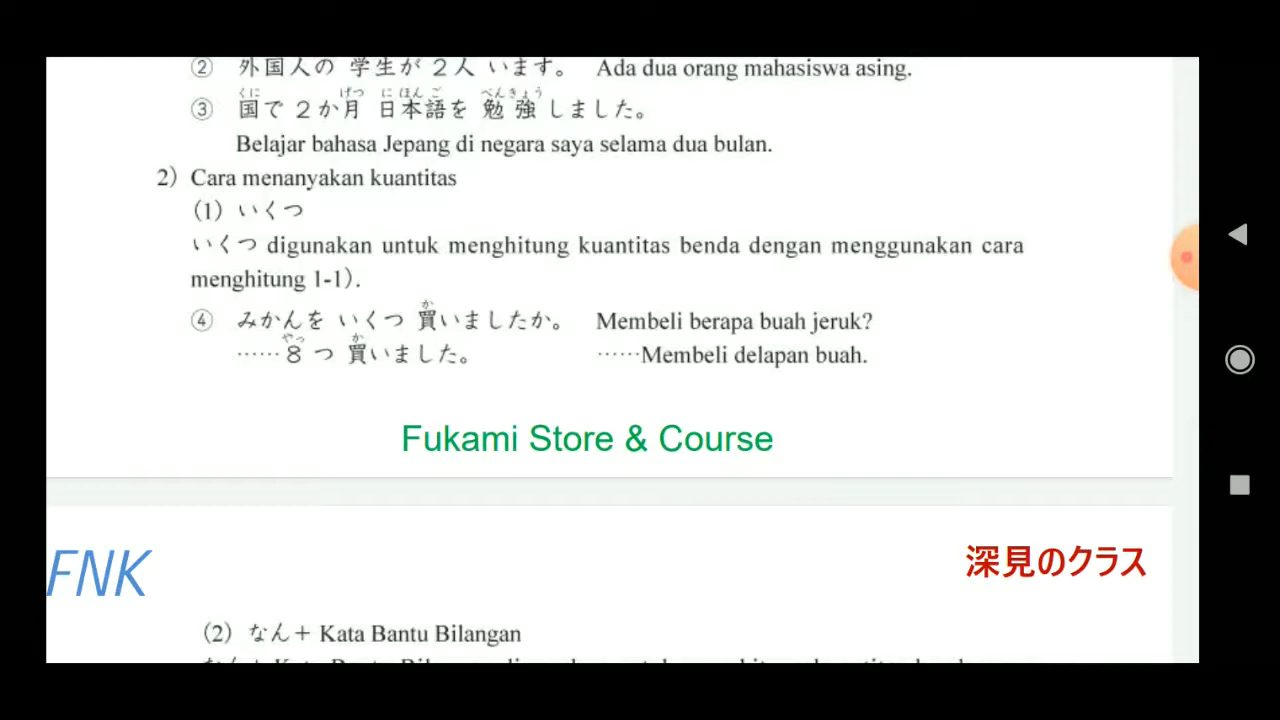 ② 外国人の 学生が 2人 います。 Ada dua orang mahasiswa asing.
くに げつ に ほん ご べんきょう
③ 国で 2か月 日本語を 勉強しました。
Belajar bahasa Jepang di negara saya selama dua bulan.
2) Cara menanyakan kuantitas
(1) いくつ
いくつ digunakan untuk menghitung kuantitas benda dengan menggunakan cara
menghitung 1-1).
か
④ みかんを いくつ 買いましたか。 Membeli berapa buah jeruk?
やっ か
……8つ 買いました。 ……Membeli delapan buah.
Fukami Store & Course
FNK
深見のクラス
(2) なん+ Kata Bantu Bilangan